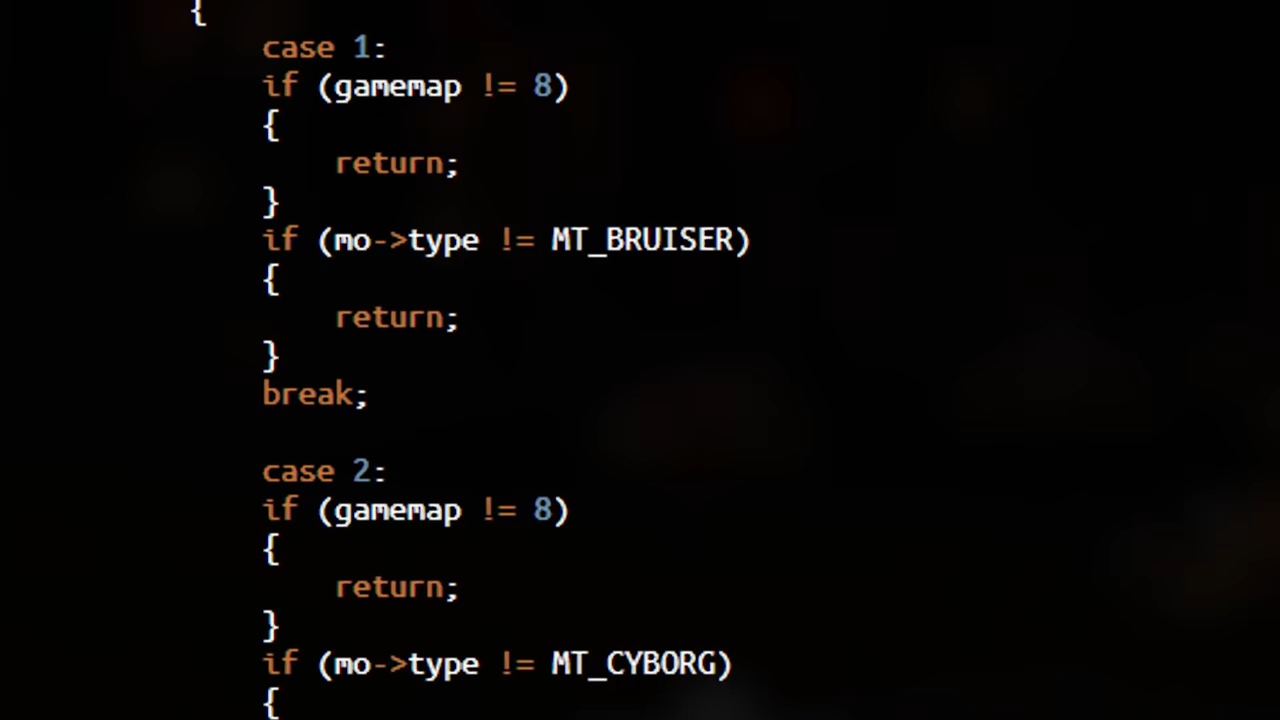 {
case 1:
if (gamemap != 8)
{
return;
}
if (mo->type != MT_BRUISER)
{
return;
}
break;
case 2:
if (gamemap != 8)
{
return;
}
if (mo->type != MT_CYBORG)
{